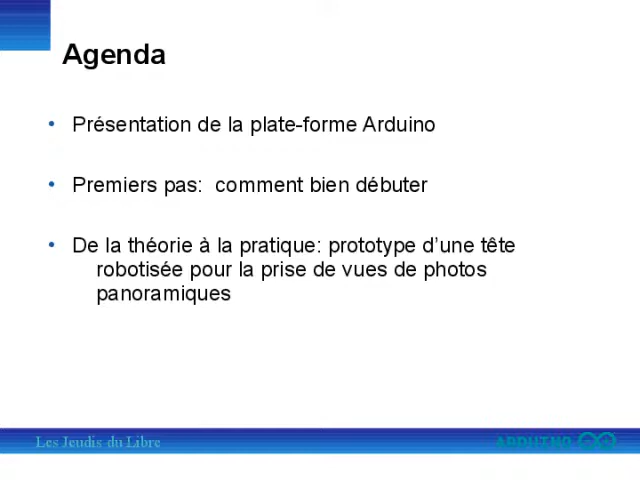 Agenda
• Présentation de la plate-forme Arduino
• Premiers pas:  comment bien débuter
• De la théorie à la pratique: prototype d’une tête
robotisée pour la prise de vues de photos
panoramiques
Les Jeudis du Libre
ARDUINO